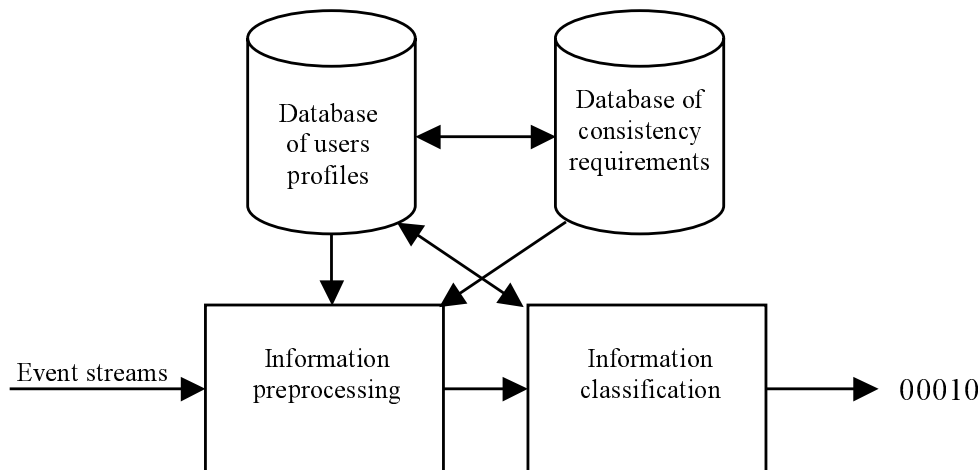 Database
of users
profiles
Database of
consistency
requirements
Event streams
Information
preprocessing
Information
classification
00010